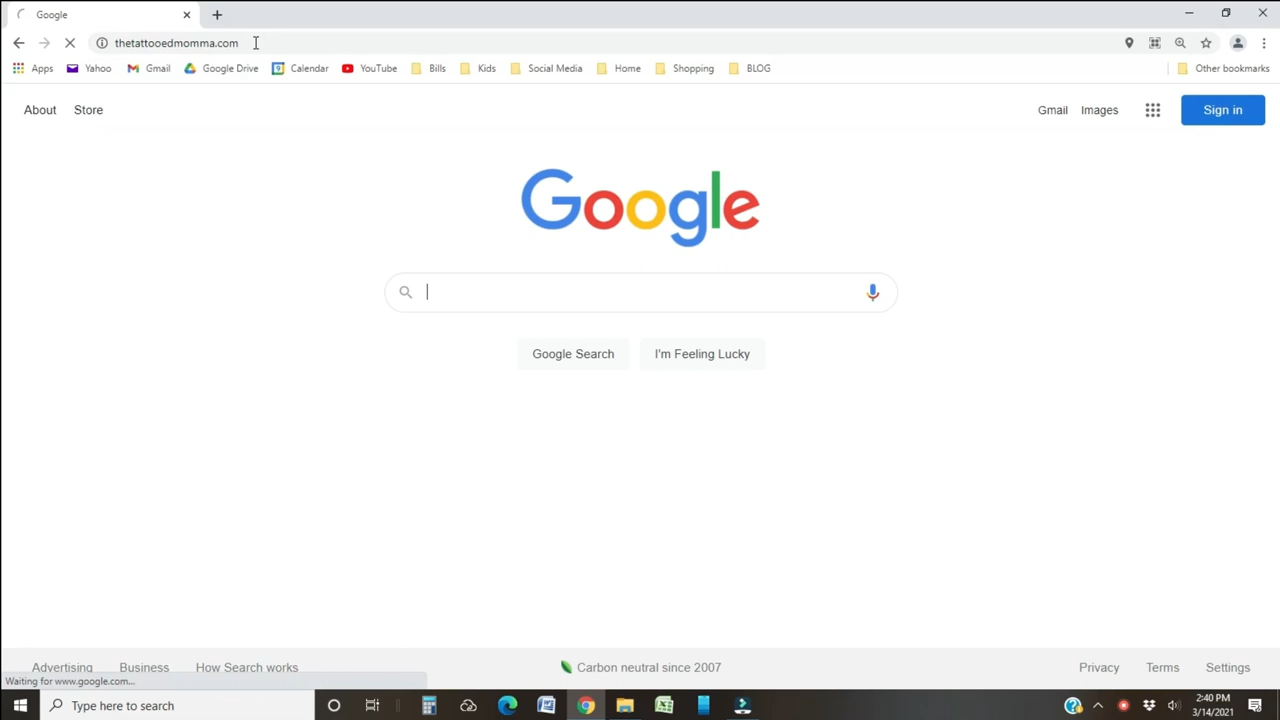 Google
thetattooedmomma.com
Apps Yahoo Gmail Google Drive Calendar YouTube Bills Kids Social Media Home Shopping BLOG Other bookmarks
About Store Gmail Images Sign in
Google
Google Search I'm Feeling Lucky
Advertising Business How Search works Carbon neutral since 2007 Privacy Terms Settings
Waiting for www.google.com...
Type here to search
2:40 PM
3/14/2021